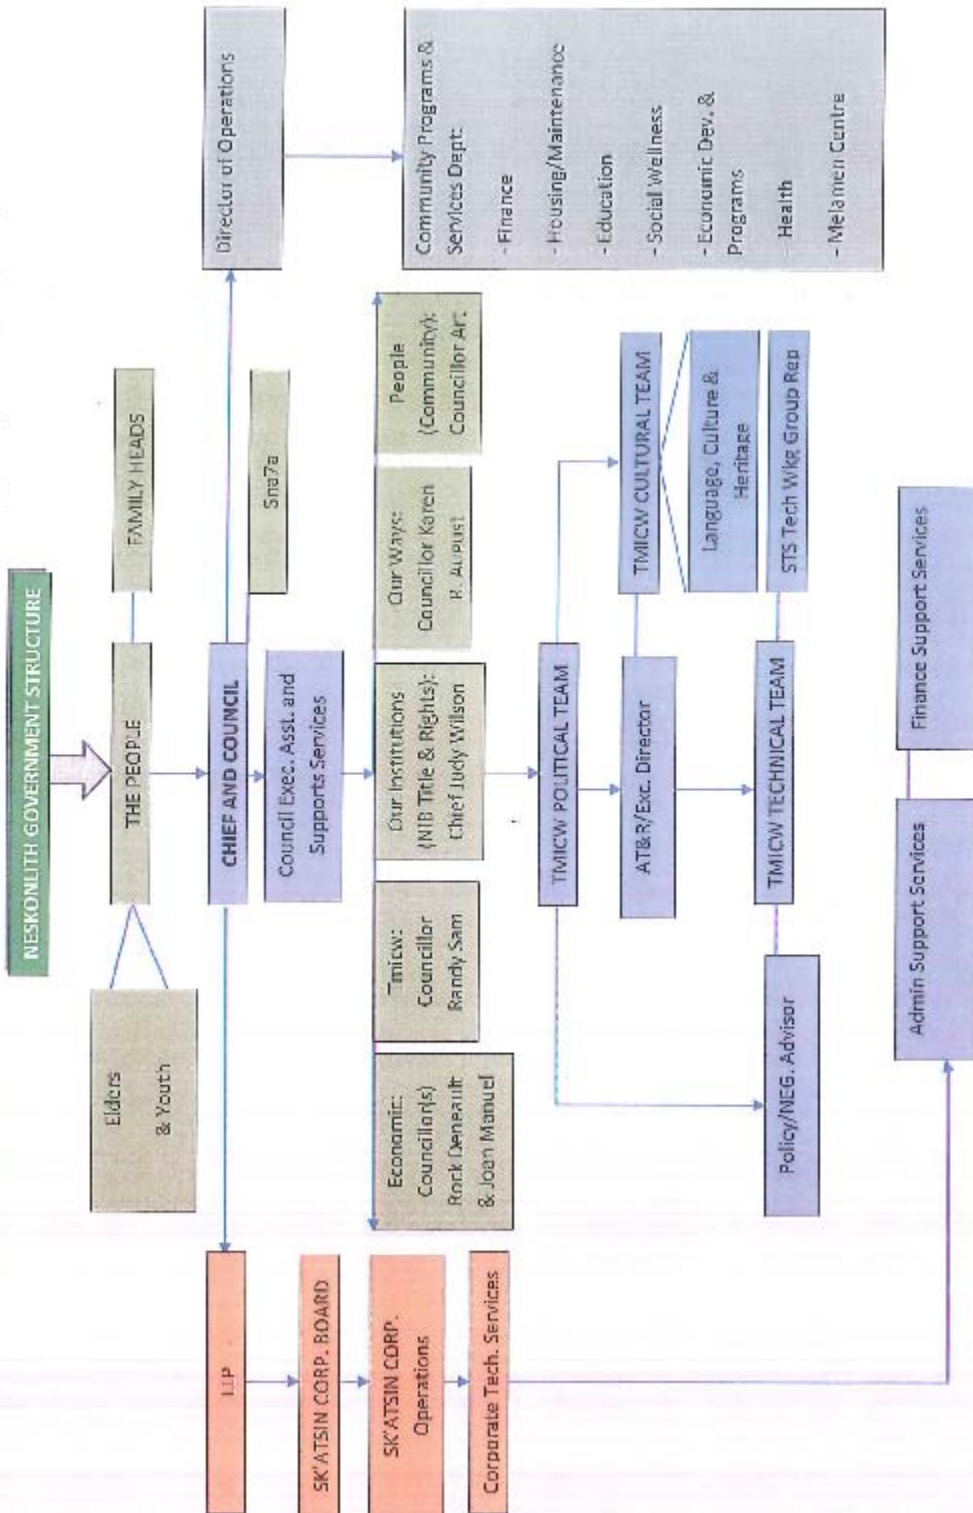 NESKONLITH GOVERNMENT STRUCTURE
Elders
& Youth
THE PEOPLE
FAMILY HEADS
CHIEF AND COUNCIL
Director of Operations
Sna7a
Council Exec. Asst. and
Supports Services
Economic:
Councillor(s)
Rock Deneault
& Joan Manuel
Tmicw:
Councillor
Randy Sam
Our Institutions
(NIB Title & Rights):
Chief Judy Wilson
Our Ways:
Councillor Karen
R. August
People
(Community):
Councillor Art
Community Programs &
Services Dept:
- Finance
- Housing/Maintenance
- Education
- Social Wellness
- Economic Dev. &
Programs
- Health
- Melamen Centre
SK'ATSIN CORP. BOARD
SK'ATSIN CORP.
Operations
Corporate Tech. Services
TMICW POLITICAL TEAM
TMICW CULTURAL TEAM
AT&R/Exc. Director
Language, Culture &
Heritage
Policy/NEG. Advisor
TMICW TECHNICAL TEAM
STS Tech Wkg Group Rep
Admin Support Services
Finance Support Services